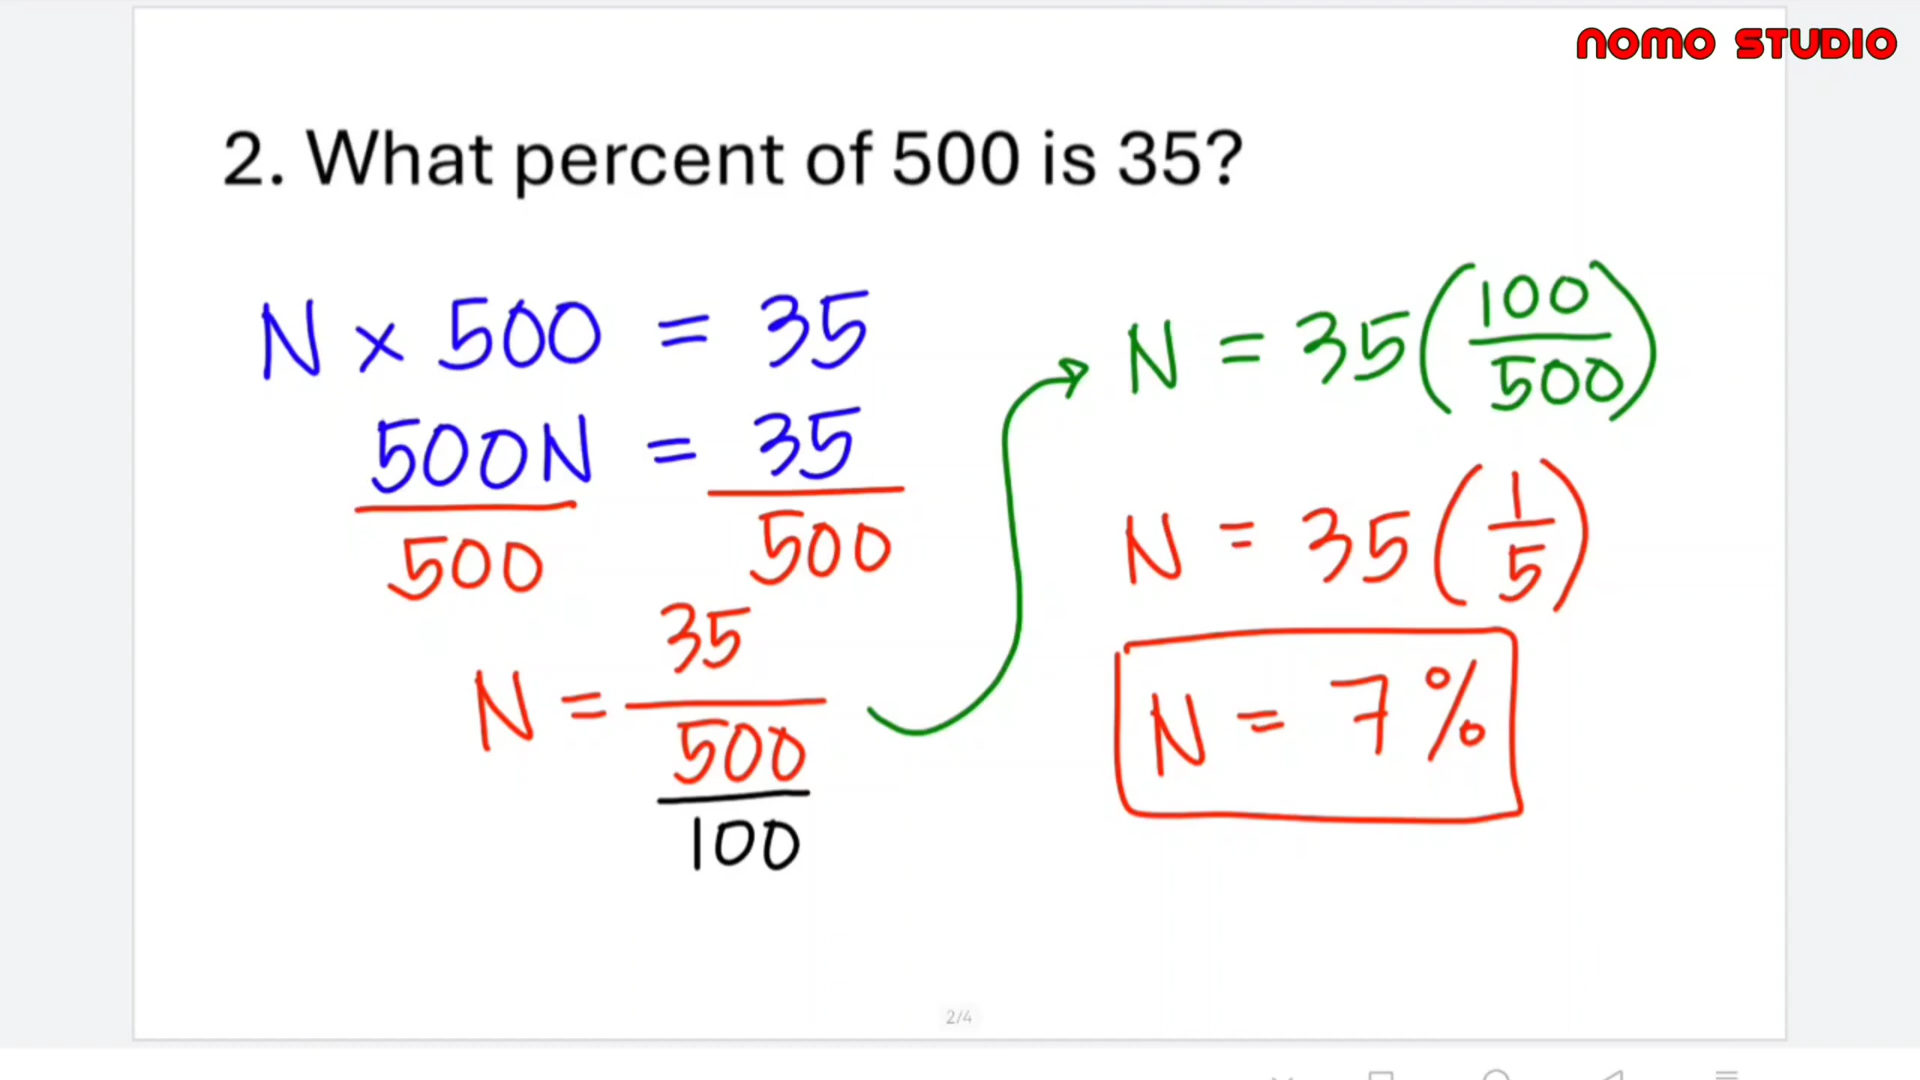 NOMO STUDIO
2. What percent of 500 is 35?
N × 500 = 35
500N = 35
500 500
N = 35
500
100
N = 35(100/500)
N = 35(1/5)
N = 7%
2/4